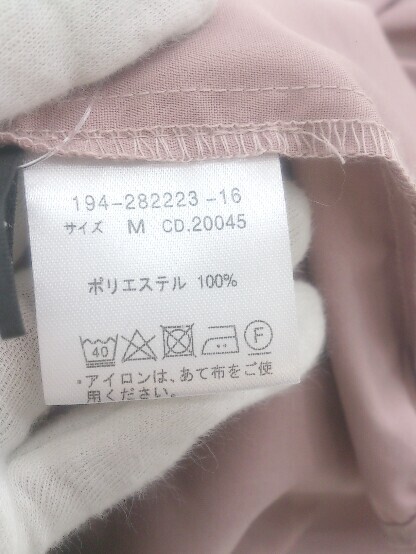 194-282223-16
サイズ M CD.20045
ポリエステル 100%
40 F
・アイロンは、あて布をご使
用ください。